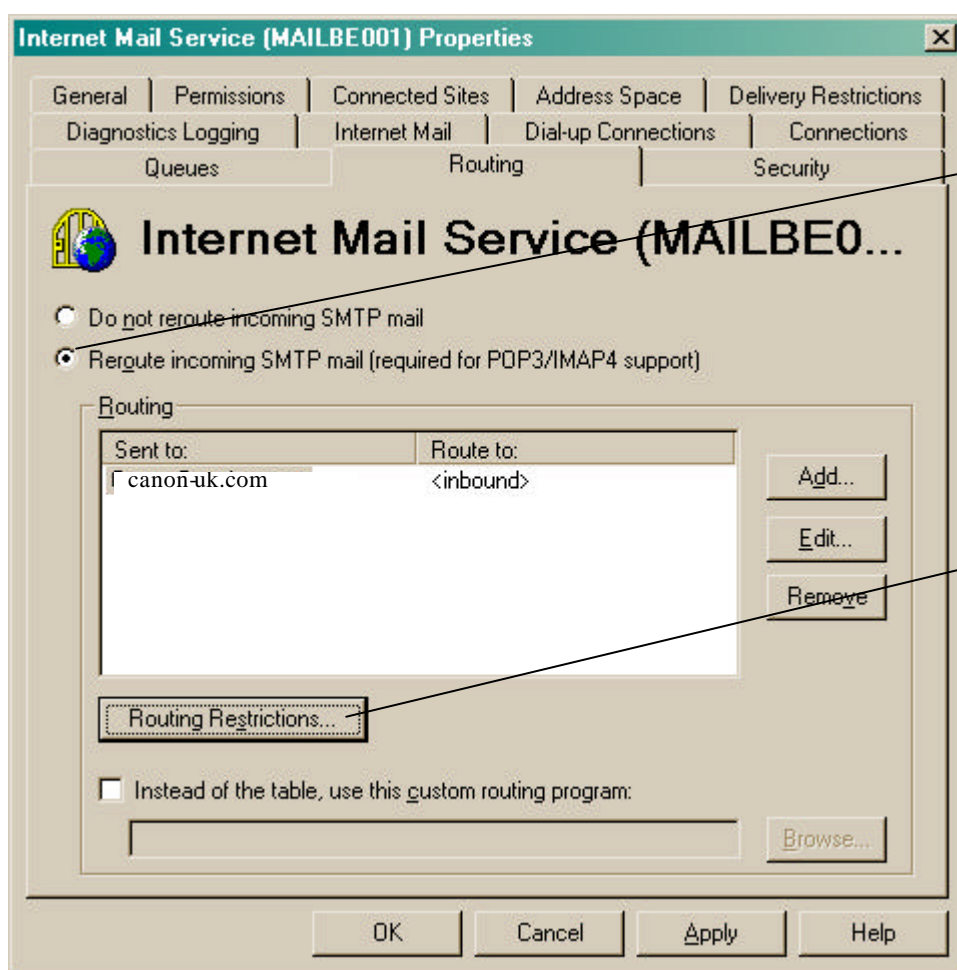 Internet Mail Service (MAILBE001) Properties
General Permissions Connected Sites Address Space Delivery Restrictions
Diagnostics Logging Internet Mail Dial-up Connections Connections
Queues Routing Security
Internet Mail Service (MAILBE0...
Do not reroute incoming SMTP mail
Reroute incoming SMTP mail (required for POP3/IMAP4 support)
Routing
Sent to: Route to:
canon-uk.com <inbound>
Add...
Edit...
Remove
Routing Restrictions...
Instead of the table, use this custom routing program:
Browse...
OK Cancel Apply Help